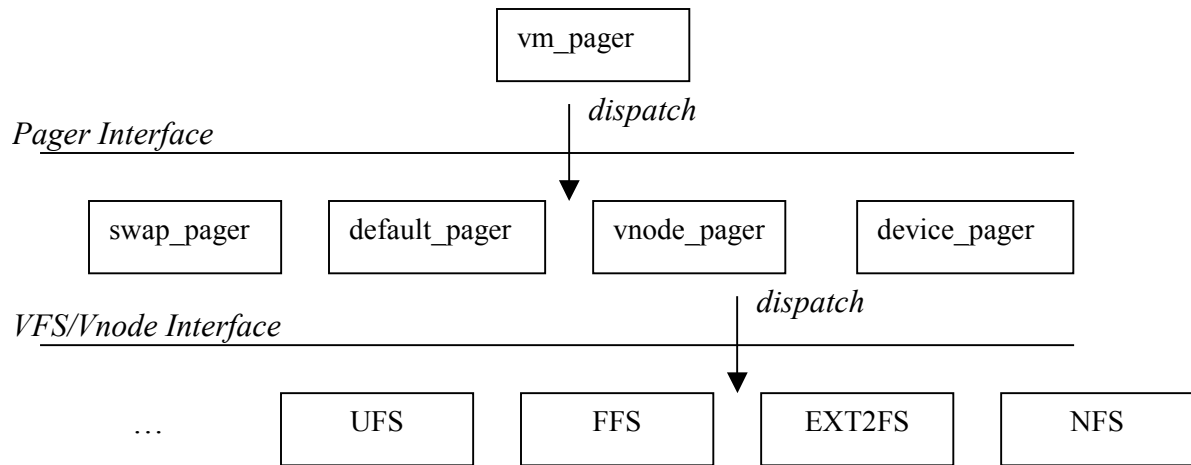 vm_pager
dispatch
Pager Interface
swap_pager
default_pager
vnode_pager
device_pager
dispatch
VFS/Vnode Interface
…
UFS
FFS
EXT2FS
NFS